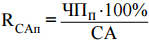 R_САп = ЧП_п · 100% / СА